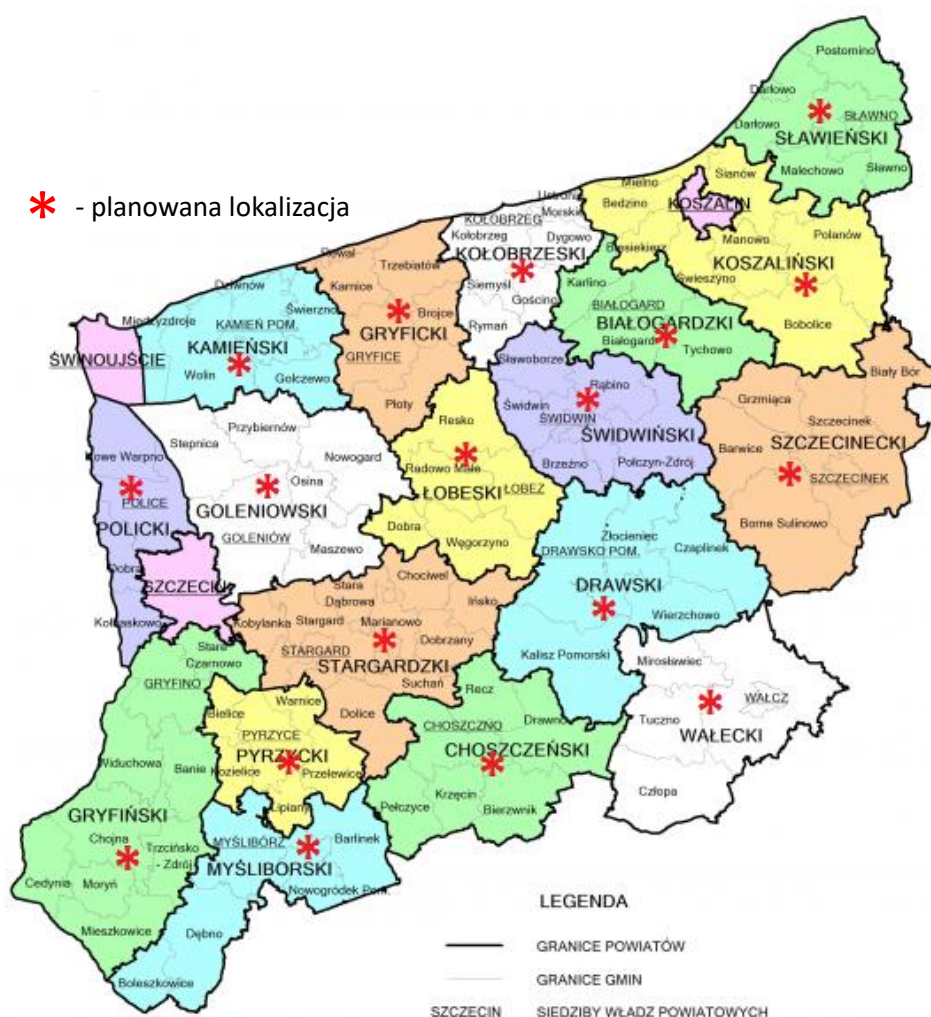 Postomino
Darłowo
SŁAWNO
Darłowo
SŁAWIEŃSKI
Malechowo
Sławno
* - planowana lokalizacja
Sianów
Mielno
Będzino
KOSZALIN
Morskie
KOŁOBRZEG
Kołobrzeg
Dygowo
Manowo
Polanów
KOŁOBRZESKI
Biesiekierz
KOSZALIŃSKI
Rewal
Trzebiatów
Siemyśl
Karlino
Świeszyno
Dziwnów
Karnice
Gościno
BIAŁOGARD
Świerzno
Brojce
Międzyzdroje
KAMIEŃ POM.
GRYFICKI
Rymań
BIAŁOGARDZKI
Bobolice
KAMIEŃSKI
Białogard
Tychowo
ŚWINOUJŚCIE
GRYFICE
Sławoborze
Wolin
Golczewo
Rąbino
Biały Bór
Płoty
Świdwin
Grzmiąca
ŚWIDWIN
Szczecinek
Przybiernów
Resko
ŚWIDWIŃSKI
SZCZECINECKI
Stepnica
Barwice
Nowe Warpno
Nowogard
Radowo Małe
Brzeżno
Połczyn-Zdrój
SZCZECINEK
Osina
ŁOBESKI
ŁOBEZ
POLICE
GOLENIOWSKI
POLICKI
Dobra
Złocieniec
Borne Sulinowo
GOLENIÓW
Maszewo
Węgorzyno
DRAWSKO POM.
Czaplinek
Dobra
SZCZECIN
Chociwel
DRAWSKI
Stara
Dąbrowa
Ińsko
Kołbaskowo
Kobylanka
Stargard
Marianowo
Wierzchowo
Dobrzany
STARGARD
Stare
Czarnowo
STARGARDZKI
Kalisz Pomorski
Mirosławiec
GRYFINO
Suchań
Recz
Warnice
WAŁCZ
Bielice
Dolice
CHOSZCZNO
Drawno
Tuczno
PYRZYCE
WAŁECKI
PYRZYCKI
CHOSZCZEŃSKI
Widuchowa
Banie
Kozielice
Przelewice
Krzęcin
Człopa
Lipiany
Pełczyce
Bierzwnik
GRYFIŃSKI
Chojna
Trzcińsko
- Zdrój
MYŚLIBÓRZ
Barlinek
MYŚLIBORSKI
Cedynia
Moryń
Nowogródek Pom.
LEGENDA
Mieszkowice
Dębno
GRANICE POWIATÓW
Boleszkowice
GRANICE GMIN
SZCZECIN SIEDZIBY WŁADZ POWIATOWYCH